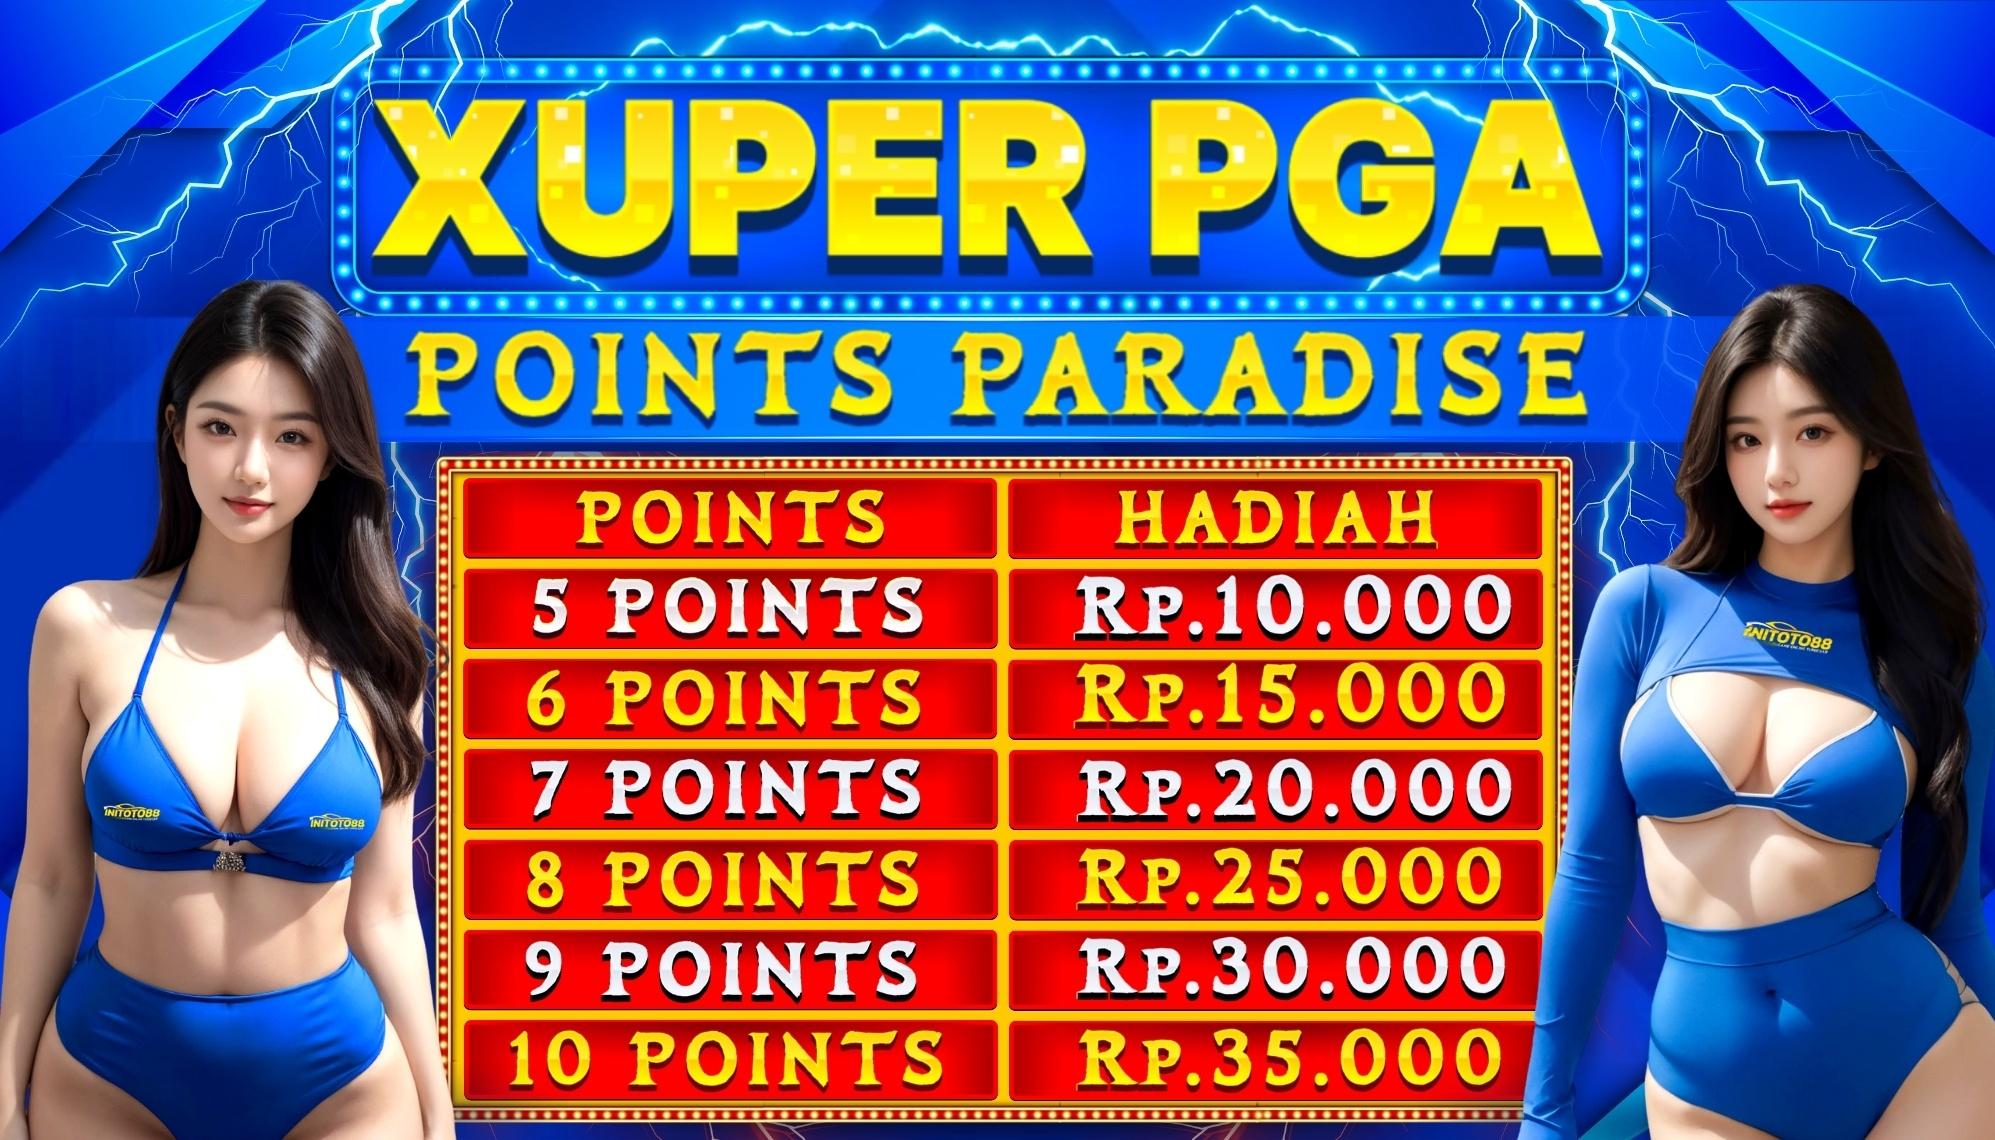 XUPER PGA
POINTS PARADISE
POINTS HADIAH
5 POINTS Rp.10.000
6 POINTS Rp.15.000
7 POINTS Rp.20.000
8 POINTS Rp.25.000
9 POINTS Rp.30.000
10 POINTS Rp.35.000
INITOTO88
INITOTO88
INITOTO88